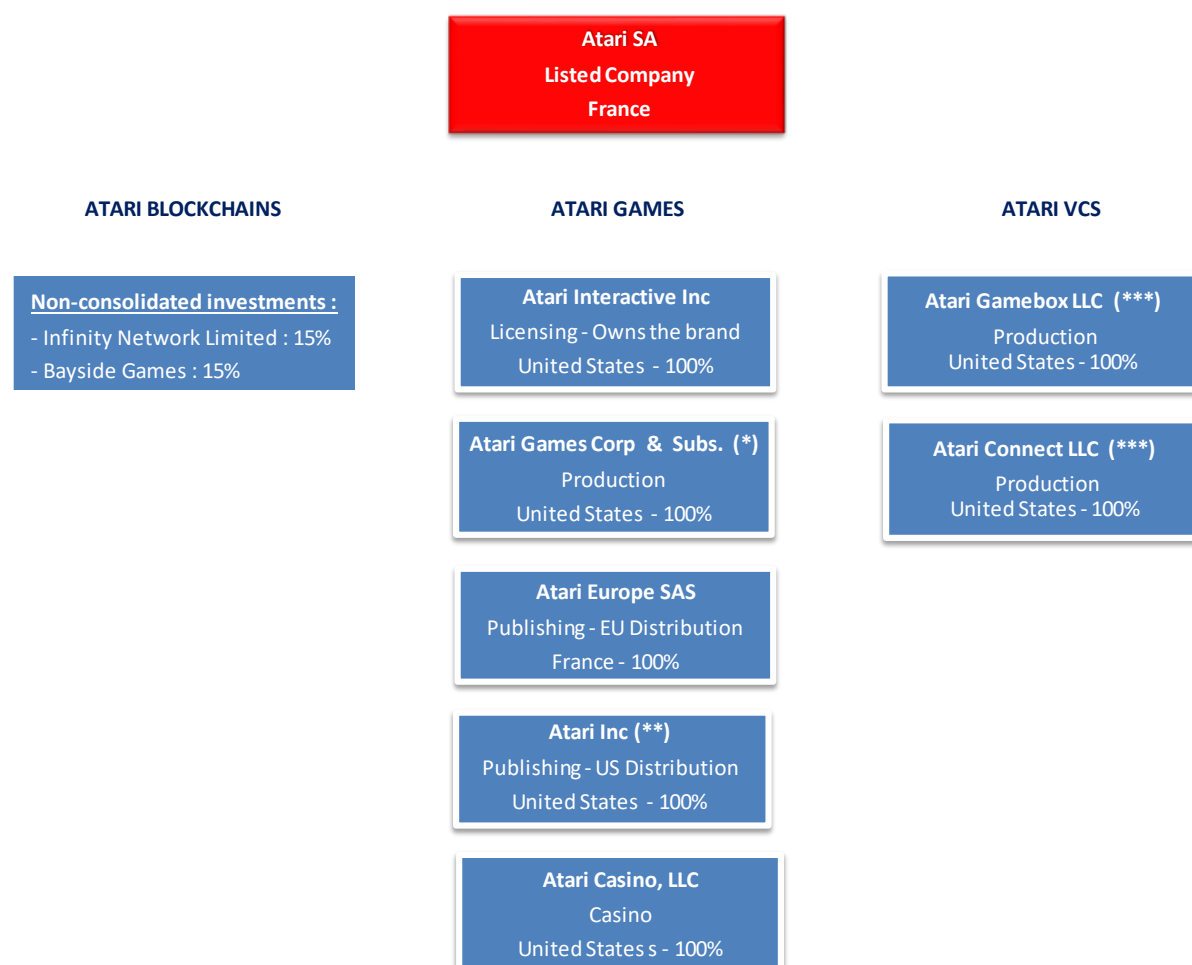 Atari SA
Listed Company
France
ATARI BLOCKCHAINS
ATARI GAMES
ATARI VCS
Non-consolidated investments :
- Infinity Network Limited : 15%
- Bayside Games : 15%
Atari Interactive Inc
Licensing - Owns the brand
United States - 100%
Atari Games Corp & Subs. (*)
Production
United States - 100%
Atari Europe SAS
Publishing - EU Distribution
France - 100%
Atari Inc (**)
Publishing - US Distribution
United States - 100%
Atari Casino, LLC
Casino
United States s - 100%
Atari Gamebox LLC (***)
Production
United States - 100%
Atari Connect LLC (***)
Production
United States - 100%